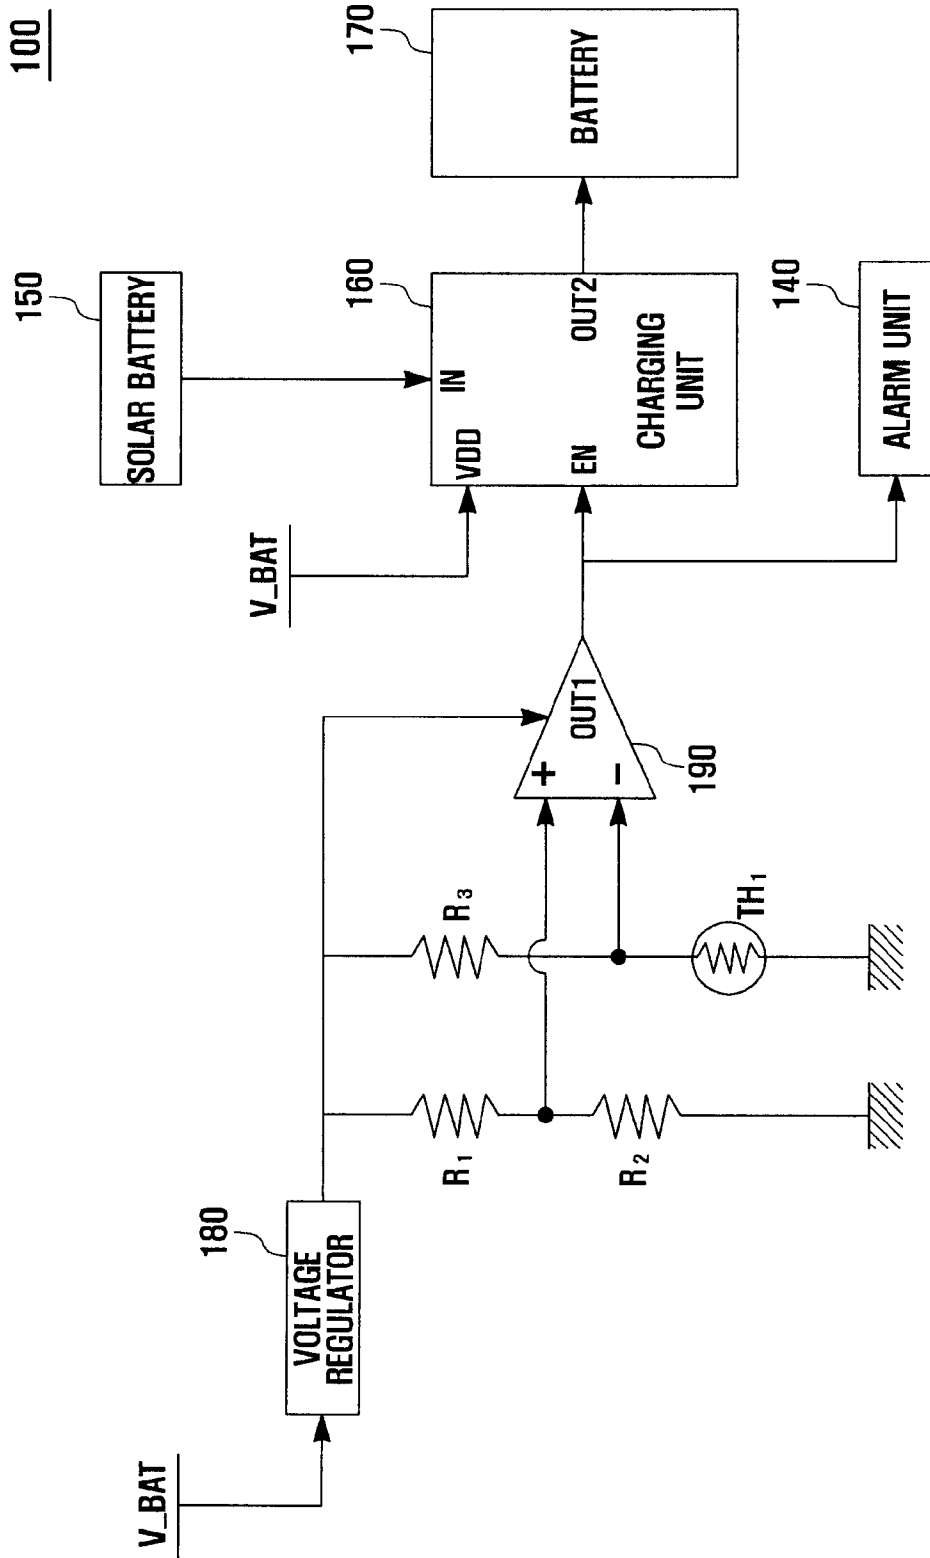 100
V_BAT
180
VOLTAGE
REGULATOR
R1
R2
R3
TH1
+
−
OUT1
190
V_BAT
150
SOLAR BATTERY
160
VDD
IN
EN
OUT2
CHARGING
UNIT
170
BATTERY
140
ALARM UNIT